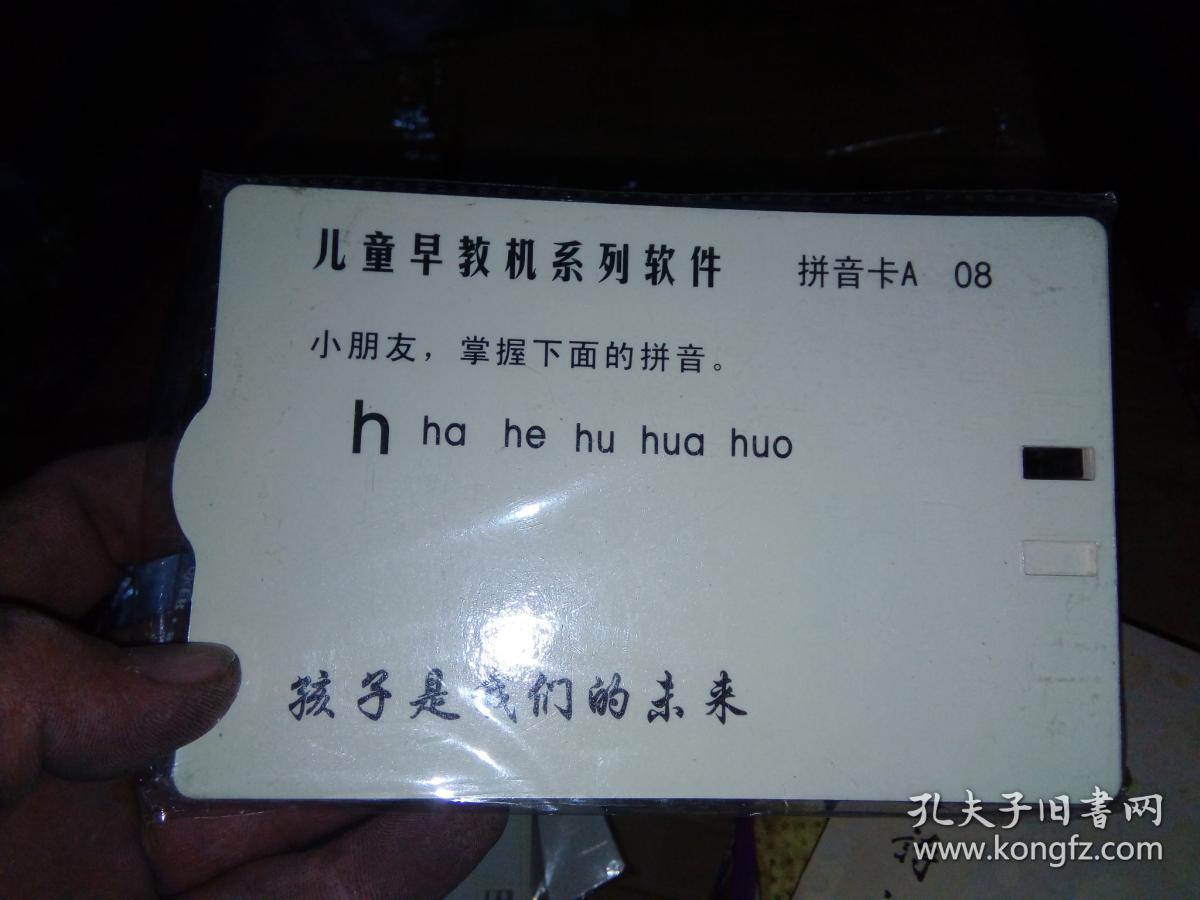 儿童早教机系列软件 拼音卡A 08
小朋友，掌握下面的拼音。
h ha he hu hua huo
孩子是我们的未来
孔夫子旧书网
www.kongfz.com